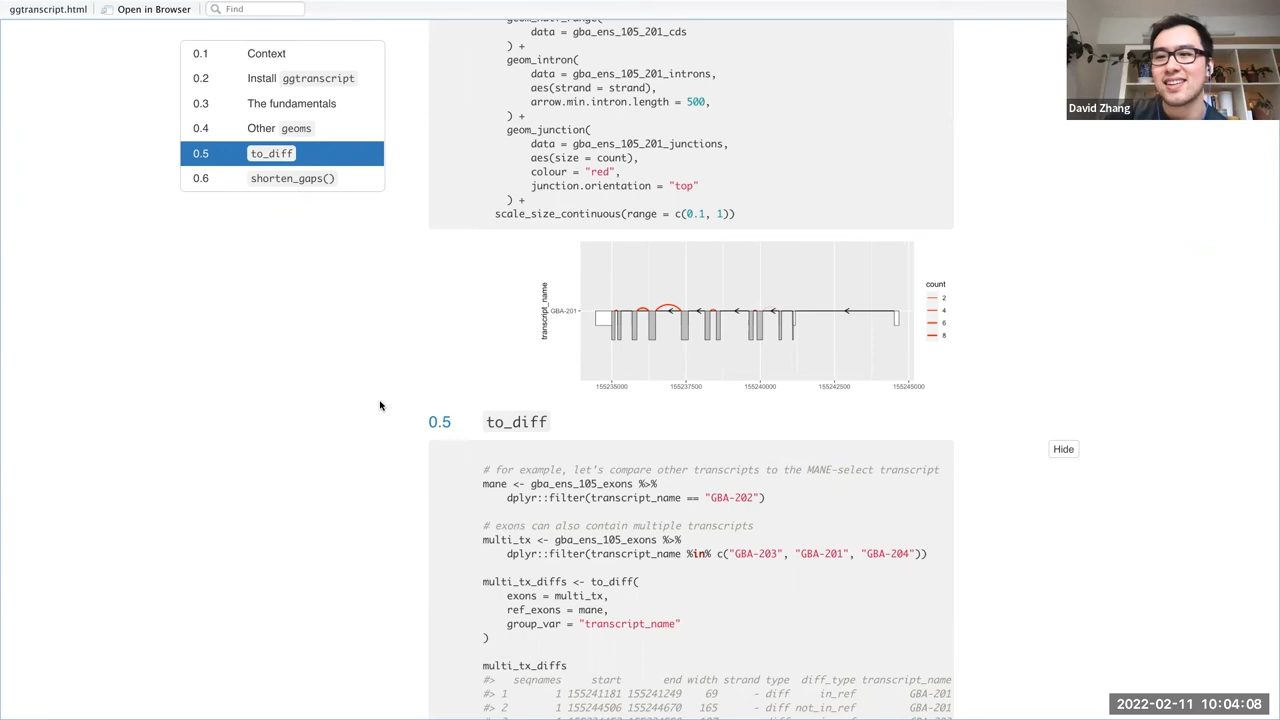 ggtranscript.html Open in Browser Find
0.1 Context
0.2 Install ggtranscript
0.3 The fundamentals
0.4 Other geoms
0.5 to_diff
0.6 shorten_gaps()
geom_half_range(
data = gba_ens_105_201_cds
) +
geom_intron(
data = gba_ens_105_201_introns,
aes(strand = strand),
arrow.min.intron.length = 500,
) +
geom_junction(
data = gba_ens_105_201_junctions,
aes(size = count),
colour = "red",
junction.orientation = "top"
) +
scale_size_continuous(range = c(0.1, 1))
David Zhang
transcript_name
GBA-201
155235000 155237500 155240000 155242500 155245000
count
2
4
6
8
0.5 to_diff
Hide
# for example, let's compare other transcripts to the MANE-select transcript
mane <- gba_ens_105_exons %>%
dplyr::filter(transcript_name == "GBA-202")
# exons can also contain multiple transcripts
multi_tx <- gba_ens_105_exons %>%
dplyr::filter(transcript_name %in% c("GBA-203", "GBA-201", "GBA-204"))
multi_tx_diffs <- to_diff(
exons = multi_tx,
ref_exons = mane,
group_var = "transcript_name"
)
multi_tx_diffs
#> seqnames start end width strand type diff_type transcript_name
#> 1 1 155241181 155241249 69 - diff in_ref GBA-201
#> 2 1 155244506 155244670 165 - diff not_in_ref GBA-201
2022-02-11 10:04:08